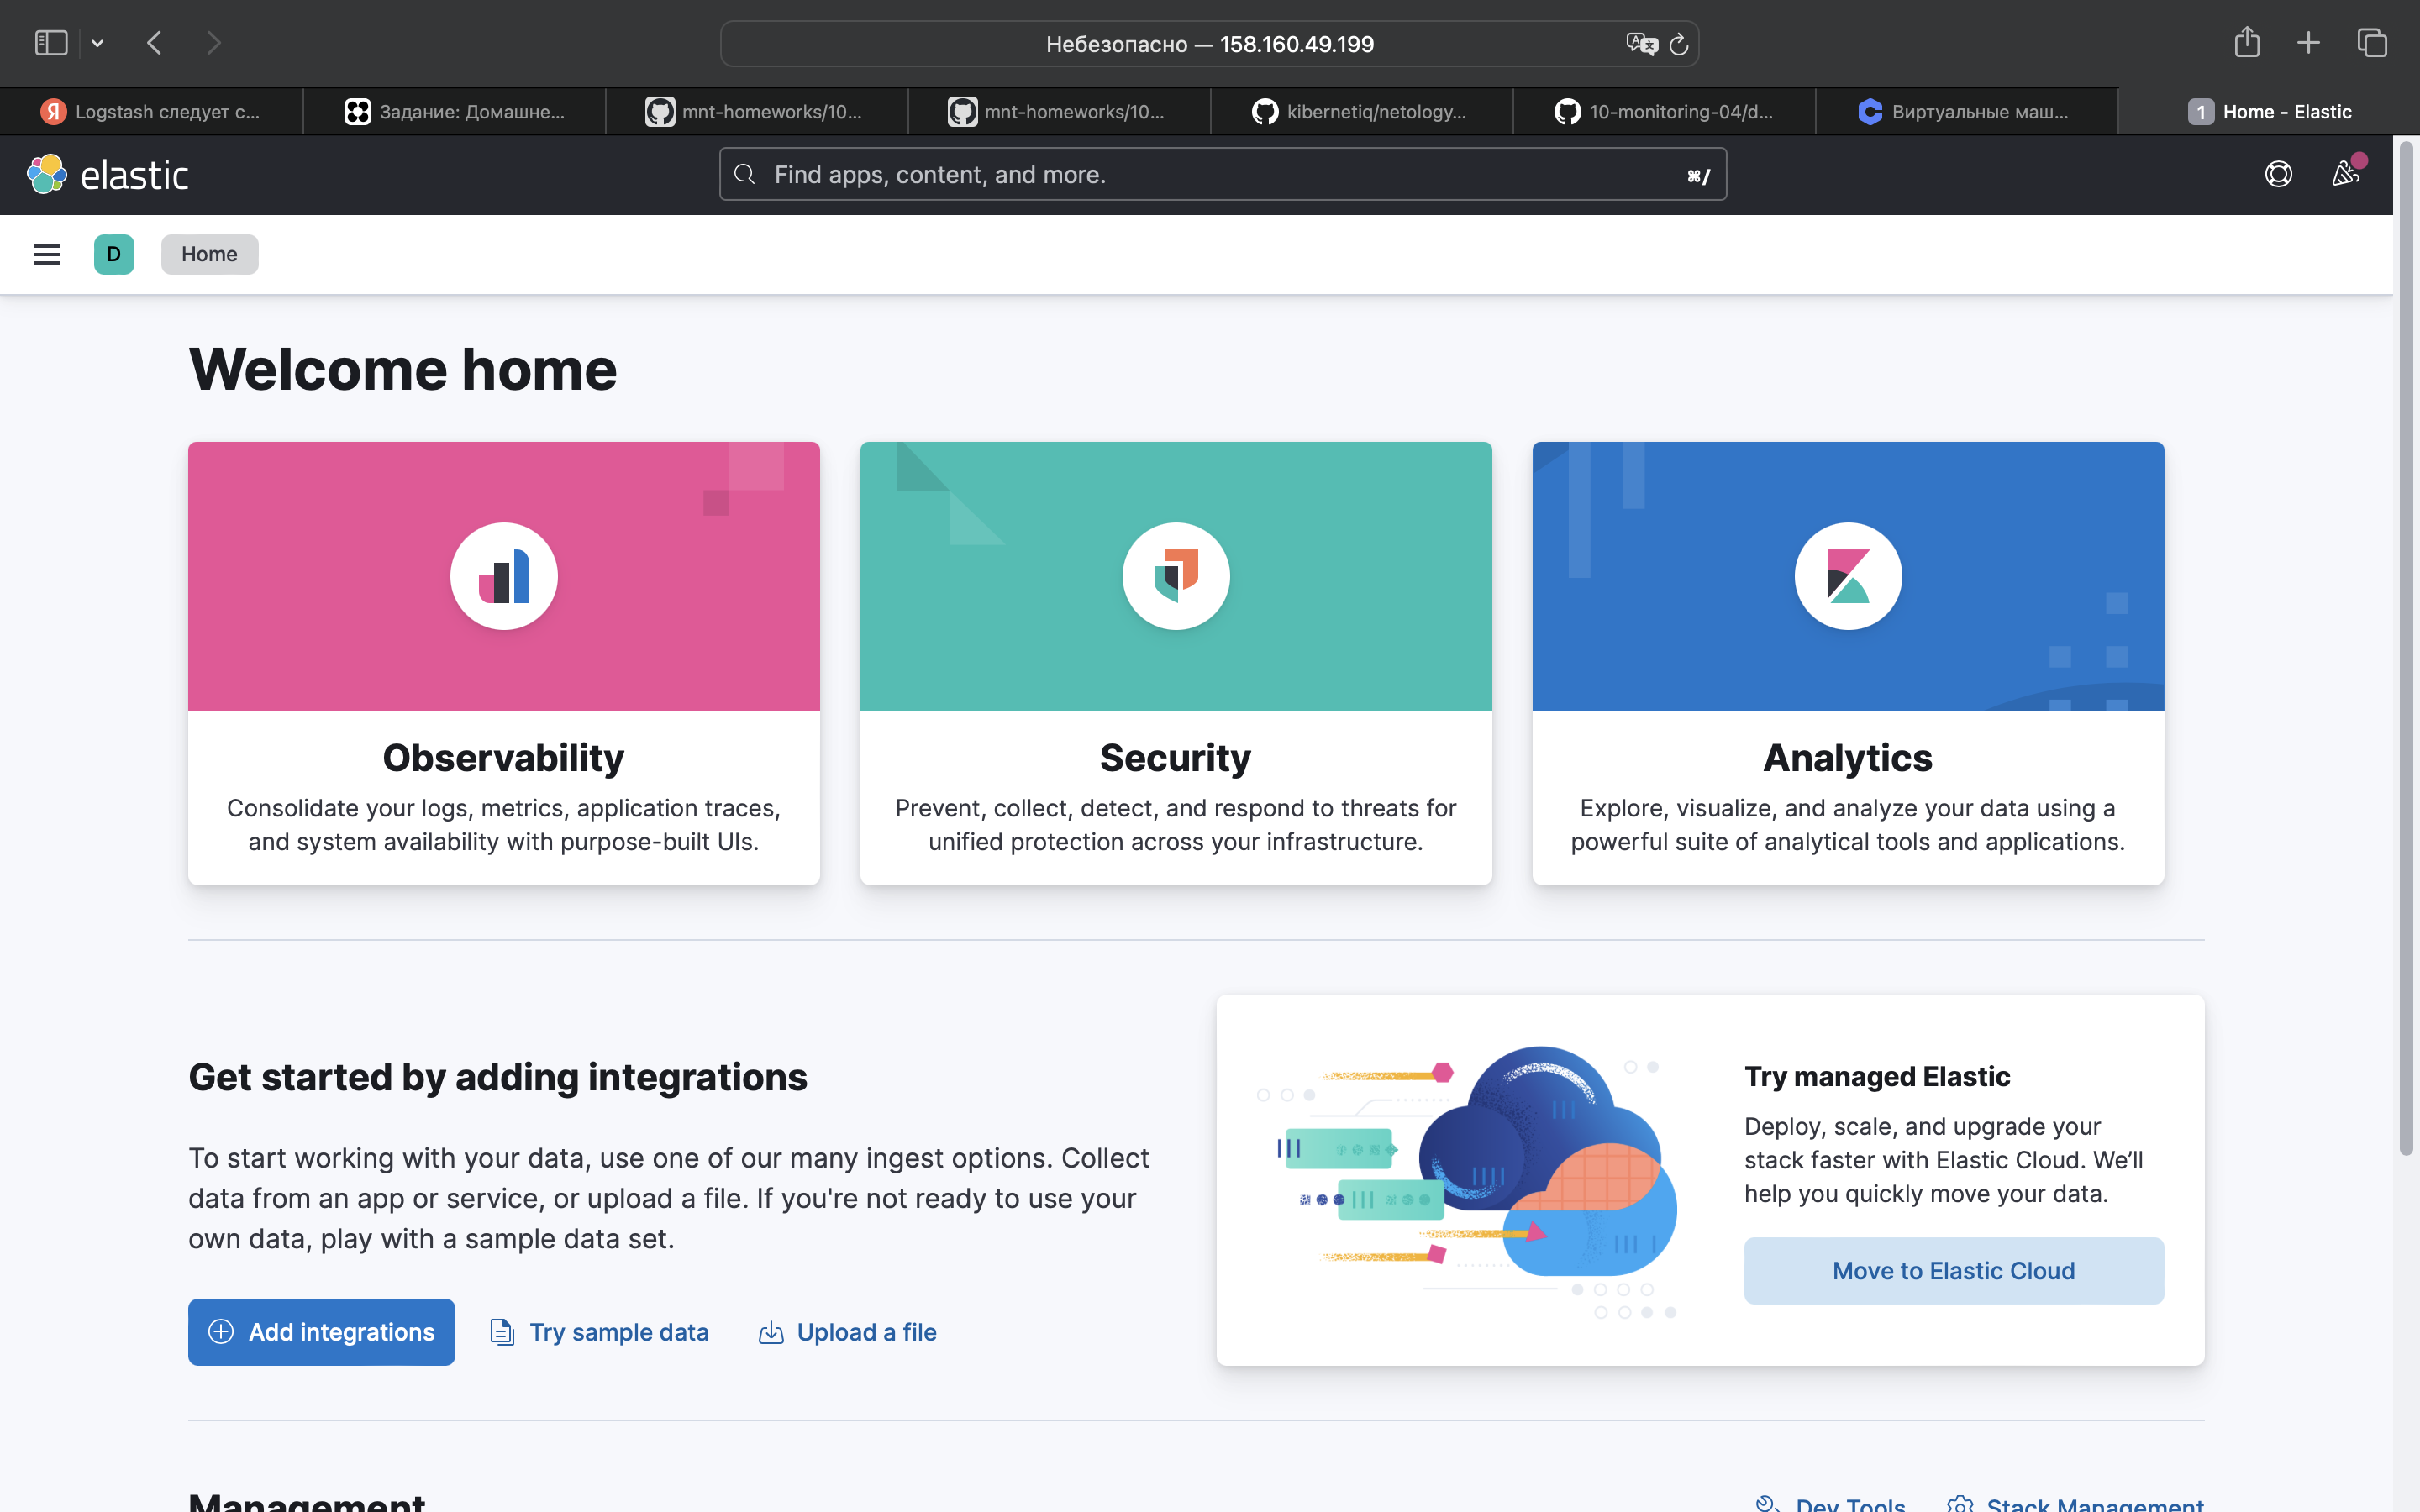 Небезопасно — 158.160.49.199
Logstash следует с...
Задание: Домашне...
mnt-homeworks/10...
mnt-homeworks/10...
kibernetiq/netology...
10-monitoring-04/d...
Виртуальные маш...
1 Home - Elastic
elastic
Find apps, content, and more.
⌘/
D
Home
Welcome home
Observability
Consolidate your logs, metrics, application traces,
and system availability with purpose-built UIs.
Security
Prevent, collect, detect, and respond to threats for
unified protection across your infrastructure.
Analytics
Explore, visualize, and analyze your data using a
powerful suite of analytical tools and applications.
Get started by adding integrations
To start working with your data, use one of our many ingest options. Collect
data from an app or service, or upload a file. If you're not ready to use your
own data, play with a sample data set.
Add integrations
Try sample data
Upload a file
Try managed Elastic
Deploy, scale, and upgrade your
stack faster with Elastic Cloud. We’ll
help you quickly move your data.
Move to Elastic Cloud
Management
Dev Tools
Stack Management